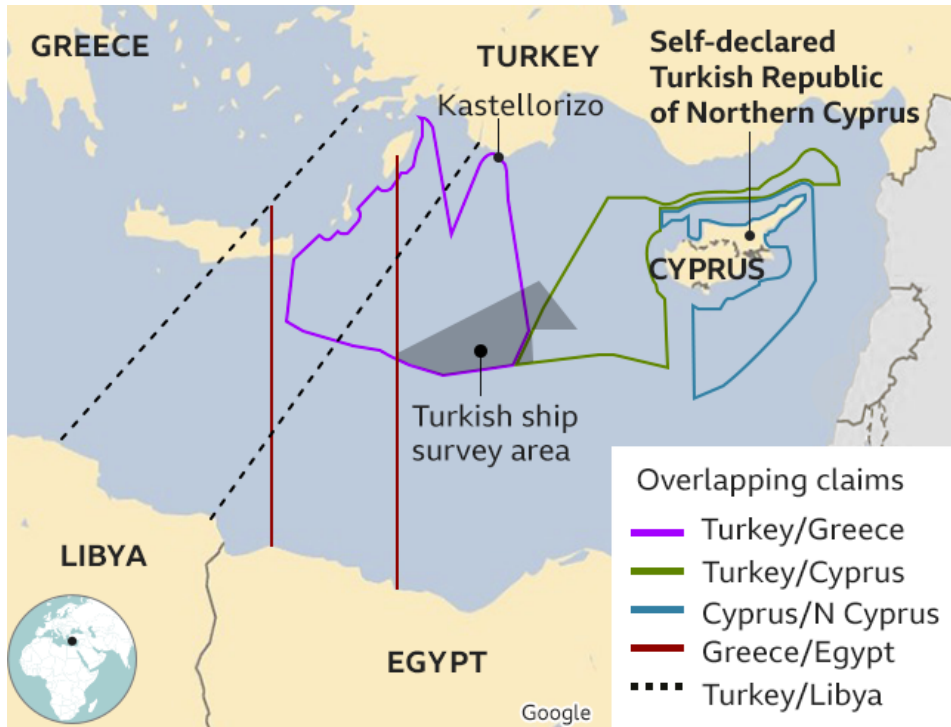 GREECE
TURKEY
Kastellorizo
Self-declared
Turkish Republic
of Northern Cyprus
CYPRUS
Turkish ship
survey area
LIBYA
EGYPT
Google
Overlapping claims
Turkey/Greece
Turkey/Cyprus
Cyprus/N Cyprus
Greece/Egypt
Turkey/Libya